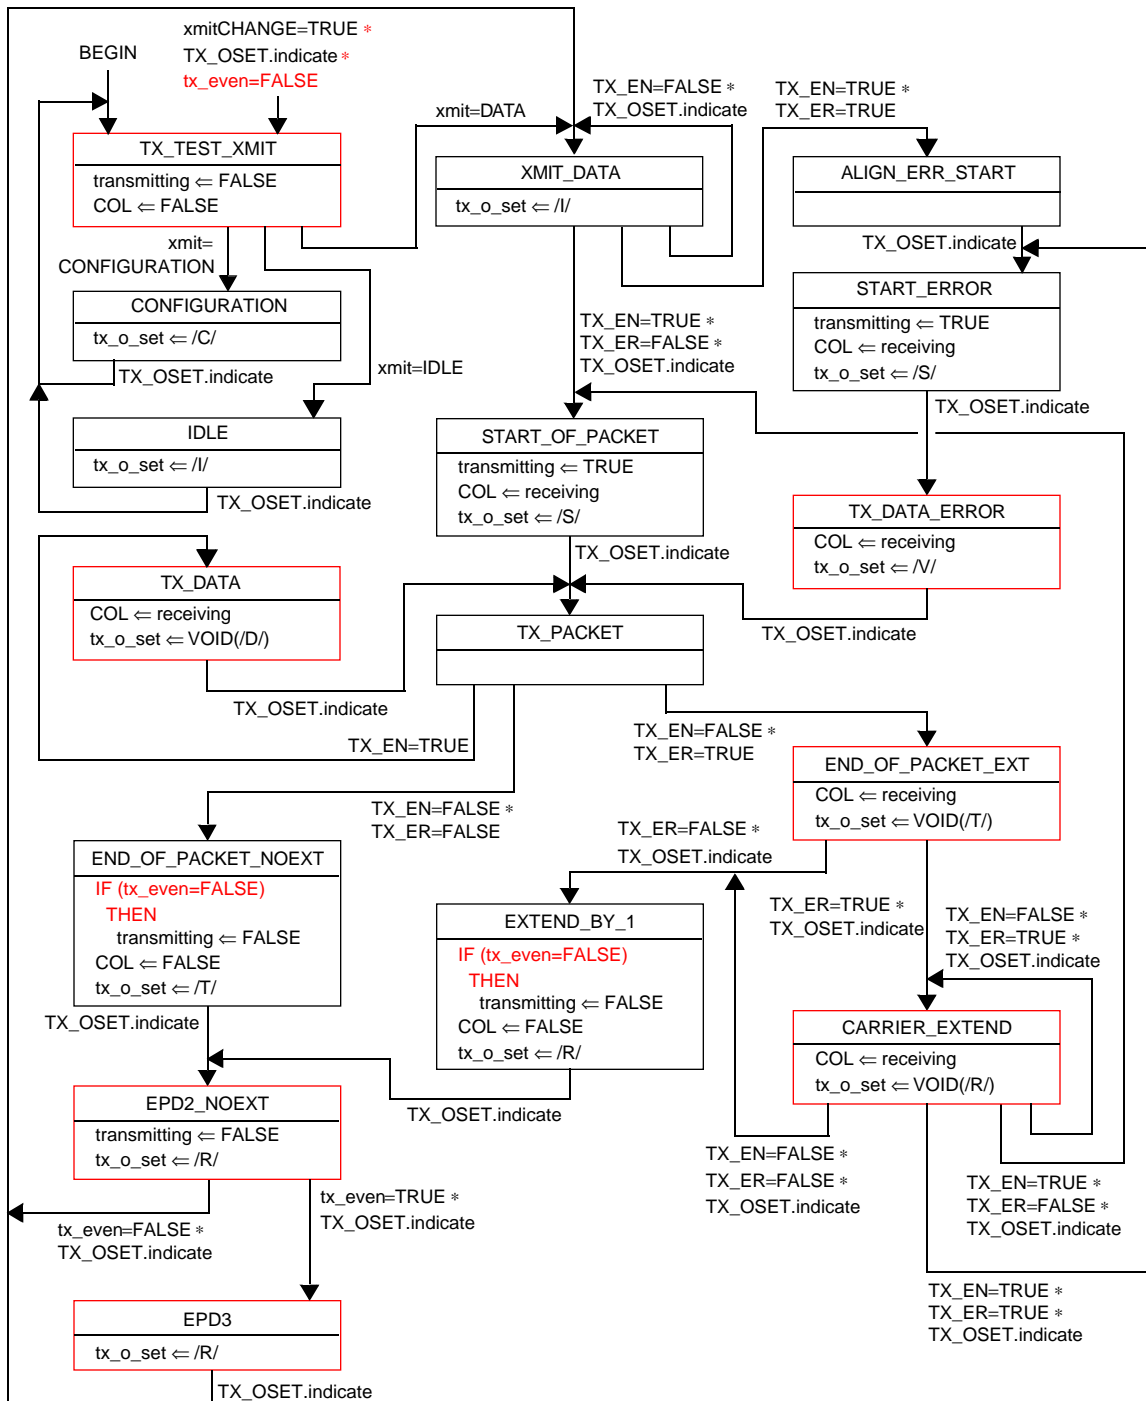 BEGIN
xmitCHANGE=TRUE *
TX_OSET.indicate *
tx_even=FALSE
TX_TEST_XMIT
transmitting ⇐ FALSE
COL ⇐ FALSE
xmit=DATA
TX_EN=FALSE *
TX_OSET.indicate
XMIT_DATA
tx_o_set ⇐ /I/
TX_EN=TRUE *
TX_ER=TRUE
ALIGN_ERR_START
TX_OSET.indicate
xmit=
CONFIGURATION
CONFIGURATION
tx_o_set ⇐ /C/
TX_OSET.indicate
xmit=IDLE
IDLE
tx_o_set ⇐ /I/
TX_OSET.indicate
TX_EN=TRUE *
TX_ER=FALSE *
TX_OSET.indicate
START_ERROR
transmitting ⇐ TRUE
COL ⇐ receiving
tx_o_set ⇐ /S/
TX_OSET.indicate
START_OF_PACKET
transmitting ⇐ TRUE
COL ⇐ receiving
tx_o_set ⇐ /S/
TX_OSET.indicate
TX_DATA_ERROR
COL ⇐ receiving
tx_o_set ⇐ /V/
TX_OSET.indicate
TX_DATA
COL ⇐ receiving
tx_o_set ⇐ VOID(/D/)
TX_OSET.indicate
TX_PACKET
TX_EN=TRUE
TX_EN=FALSE *
TX_ER=FALSE
TX_EN=FALSE *
TX_ER=TRUE
END_OF_PACKET_EXT
COL ⇐ receiving
tx_o_set ⇐ VOID(/T/)
TX_ER=FALSE *
TX_OSET.indicate
END_OF_PACKET_NOEXT
IF (tx_even=FALSE)
THEN
transmitting ⇐ FALSE
COL ⇐ FALSE
tx_o_set ⇐ /T/
TX_OSET.indicate
EXTEND_BY_1
IF (tx_even=FALSE)
THEN
transmitting ⇐ FALSE
COL ⇐ FALSE
tx_o_set ⇐ /R/
TX_OSET.indicate
TX_ER=TRUE *
TX_OSET.indicate
TX_EN=FALSE *
TX_ER=TRUE *
TX_OSET.indicate
CARRIER_EXTEND
COL ⇐ receiving
tx_o_set ⇐ VOID(/R/)
TX_EN=FALSE *
TX_ER=FALSE *
TX_OSET.indicate
TX_EN=TRUE *
TX_ER=FALSE *
TX_OSET.indicate
TX_EN=TRUE *
TX_ER=TRUE *
TX_OSET.indicate
EPD2_NOEXT
transmitting ⇐ FALSE
tx_o_set ⇐ /R/
tx_even=FALSE *
TX_OSET.indicate
tx_even=TRUE *
TX_OSET.indicate
EPD3
tx_o_set ⇐ /R/
TX_OSET.indicate